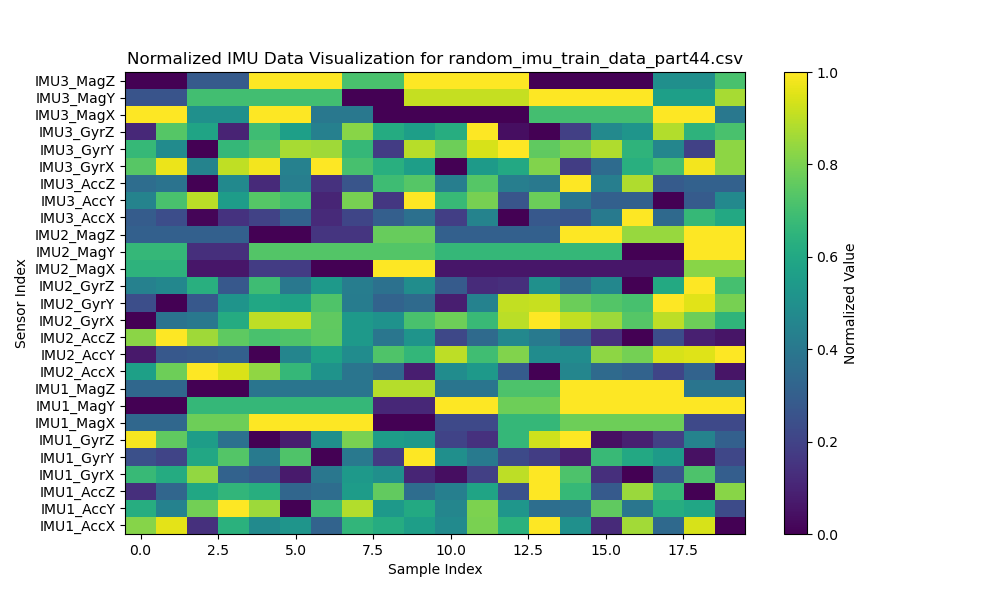 Normalized IMU Data Visualization for random_imu_train_data_part44.csv
Sensor Index
IMU3_MagZ
IMU3_MagY
IMU3_MagX
IMU3_GyrZ
IMU3_GyrY
IMU3_GyrX
IMU3_AccZ
IMU3_AccY
IMU3_AccX
IMU2_MagZ
IMU2_MagY
IMU2_MagX
IMU2_GyrZ
IMU2_GyrY
IMU2_GyrX
IMU2_AccZ
IMU2_AccY
IMU2_AccX
IMU1_MagZ
IMU1_MagY
IMU1_MagX
IMU1_GyrZ
IMU1_GyrY
IMU1_GyrX
IMU1_AccZ
IMU1_AccY
IMU1_AccX
0.0 2.5 5.0 7.5 10.0 12.5 15.0 17.5
Sample Index
1.0
0.8
0.6
0.4
0.2
0.0
Normalized Value